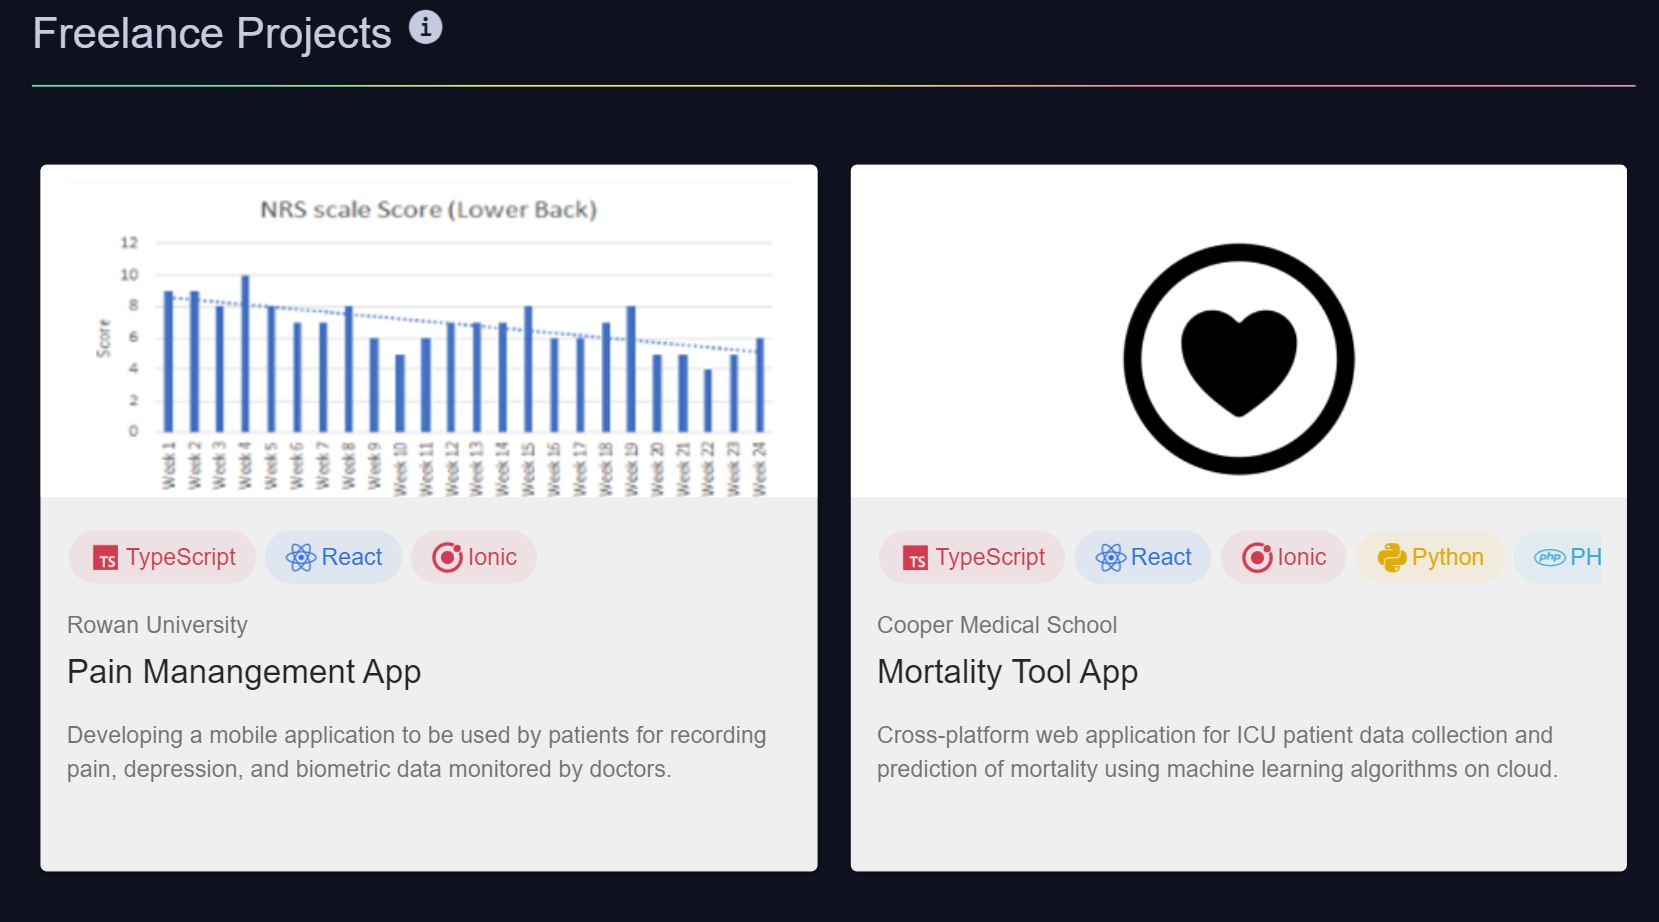 Freelance Projects
NRS scale Score (Lower Back)
12
10
8
6
4
2
0
Score
Week 1
Week 2
Week 3
Week 4
Week 5
Week 6
Week 7
Week 8
Week 9
Week 10
Week 11
Week 12
Week 13
Week 14
Week 15
Week 16
Week 17
Week 18
Week 19
Week 20
Week 21
Week 22
Week 23
Week 24
TS TypeScript React Ionic
Rowan University
Pain Manangement App
Developing a mobile application to be used by patients for recording
pain, depression, and biometric data monitored by doctors.
TS TypeScript React Ionic Python php PH
Cooper Medical School
Mortality Tool App
Cross-platform web application for ICU patient data collection and
prediction of mortality using machine learning algorithms on cloud.